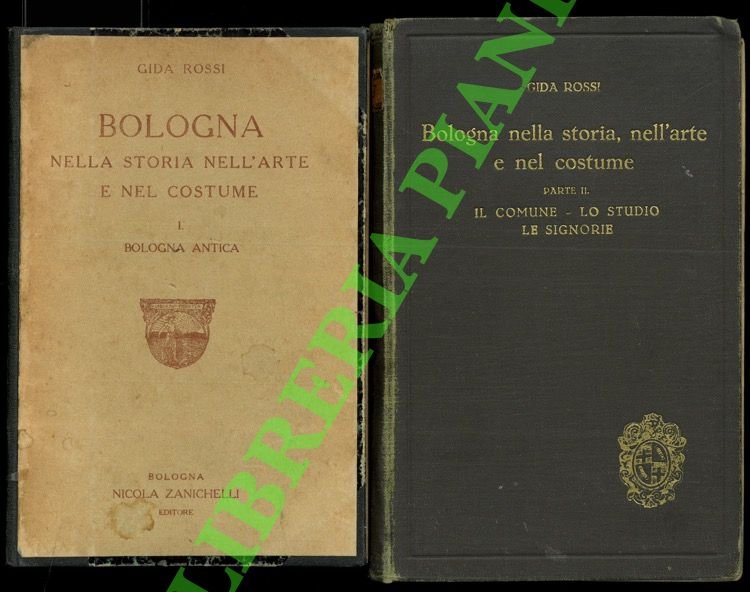 GIDA ROSSI
BOLOGNA
NELLA STORIA NELL'ARTE
E NEL COSTUME
I.
BOLOGNA ANTICA
BOLOGNA
NICOLA ZANICHELLI
EDITORE
GIDA ROSSI
Bologna nella storia, nell'arte
e nel costume
PARTE II.
IL COMUNE - LO STUDIO
LE SIGNORIE
LIBRERIA PIANI